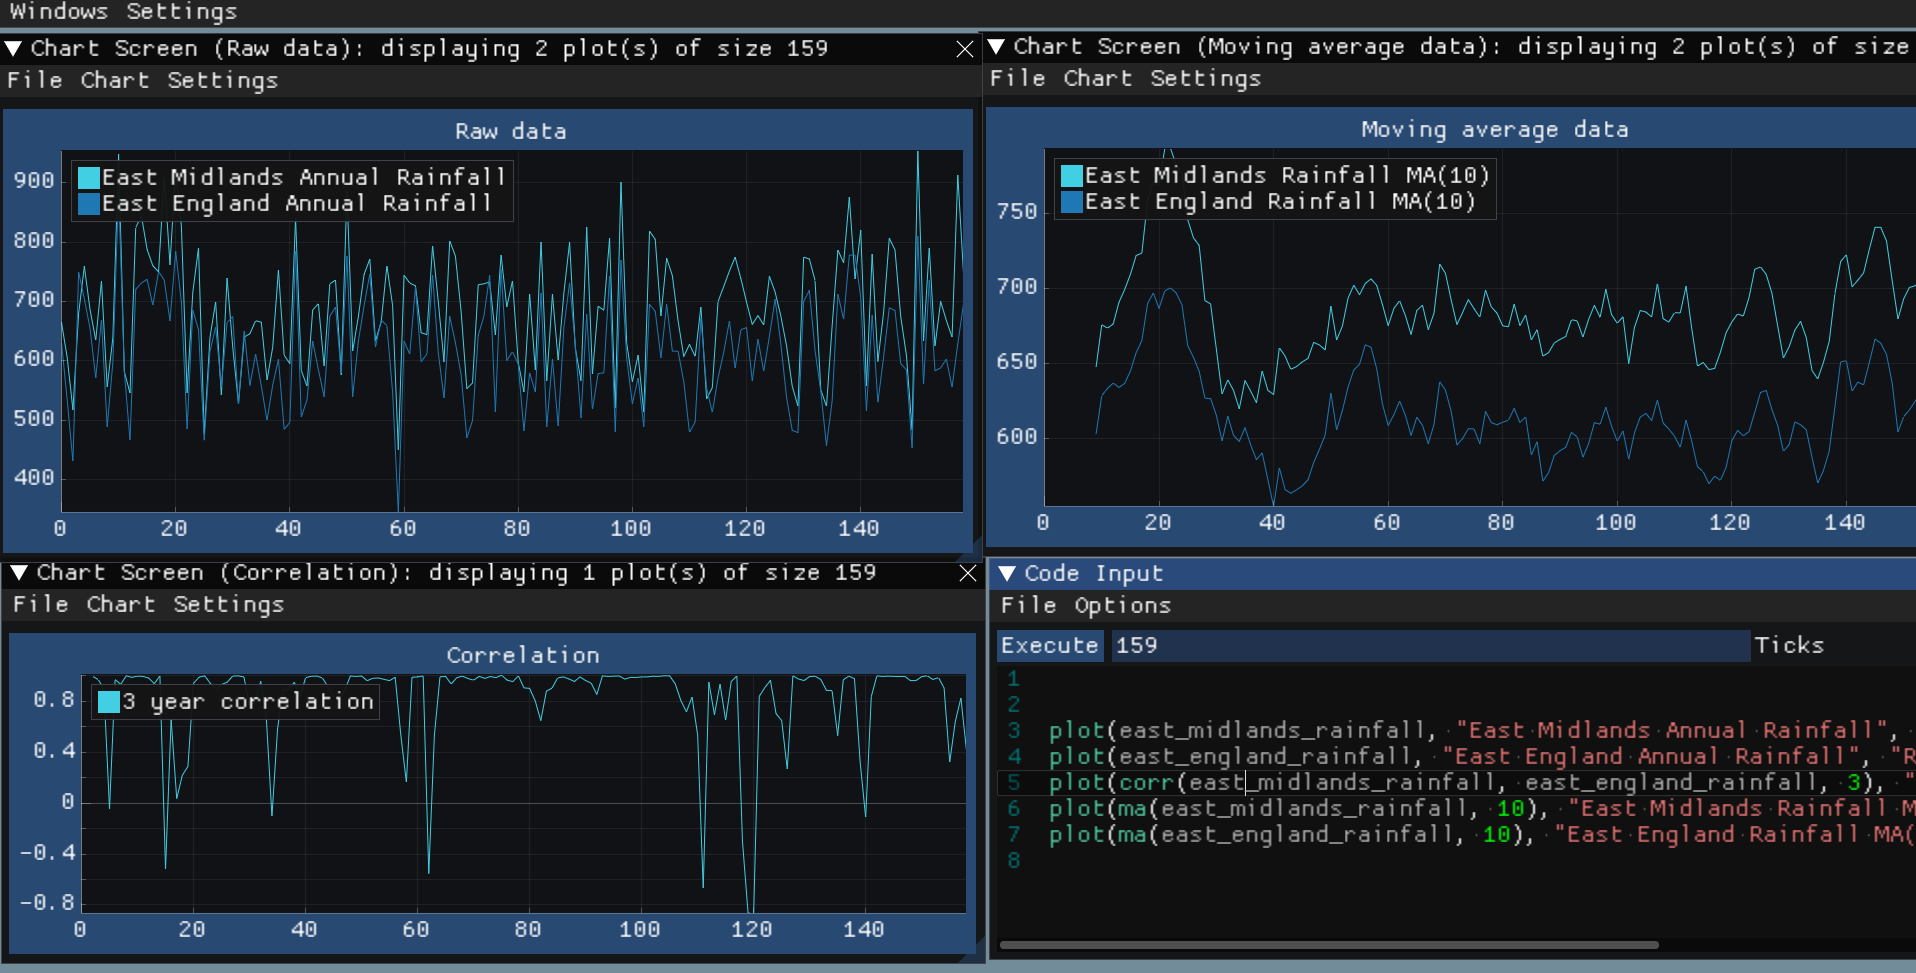 Windows Settings
Chart Screen (Raw data): displaying 2 plot(s) of size 159
File Chart Settings
Raw data
East Midlands Annual Rainfall
East England Annual Rainfall
900
800
700
600
500
400
0 20 40 60 80 100 120 140
Chart Screen (Moving average data): displaying 2 plot(s) of size
File Chart Settings
Moving average data
East Midlands Rainfall MA(10)
East England Rainfall MA(10)
750
700
650
600
0 20 40 60 80 100 120 140
Chart Screen (Correlation): displaying 1 plot(s) of size 159
File Chart Settings
Correlation
3 year correlation
0.8
0.4
0
-0.4
-0.8
0 20 40 60 80 100 120 140
Code Input
File Options
Execute 159 Ticks
1
2
3 plot(east_midlands_rainfall, "East Midlands Annual Rainfall",
4 plot(east_england_rainfall, "East England Annual Rainfall", "R
5 plot(corr(east_midlands_rainfall, east_england_rainfall, 3), "
6 plot(ma(east_midlands_rainfall, 10), "East Midlands Rainfall M
7 plot(ma(east_england_rainfall, 10), "East England Rainfall MA(
8